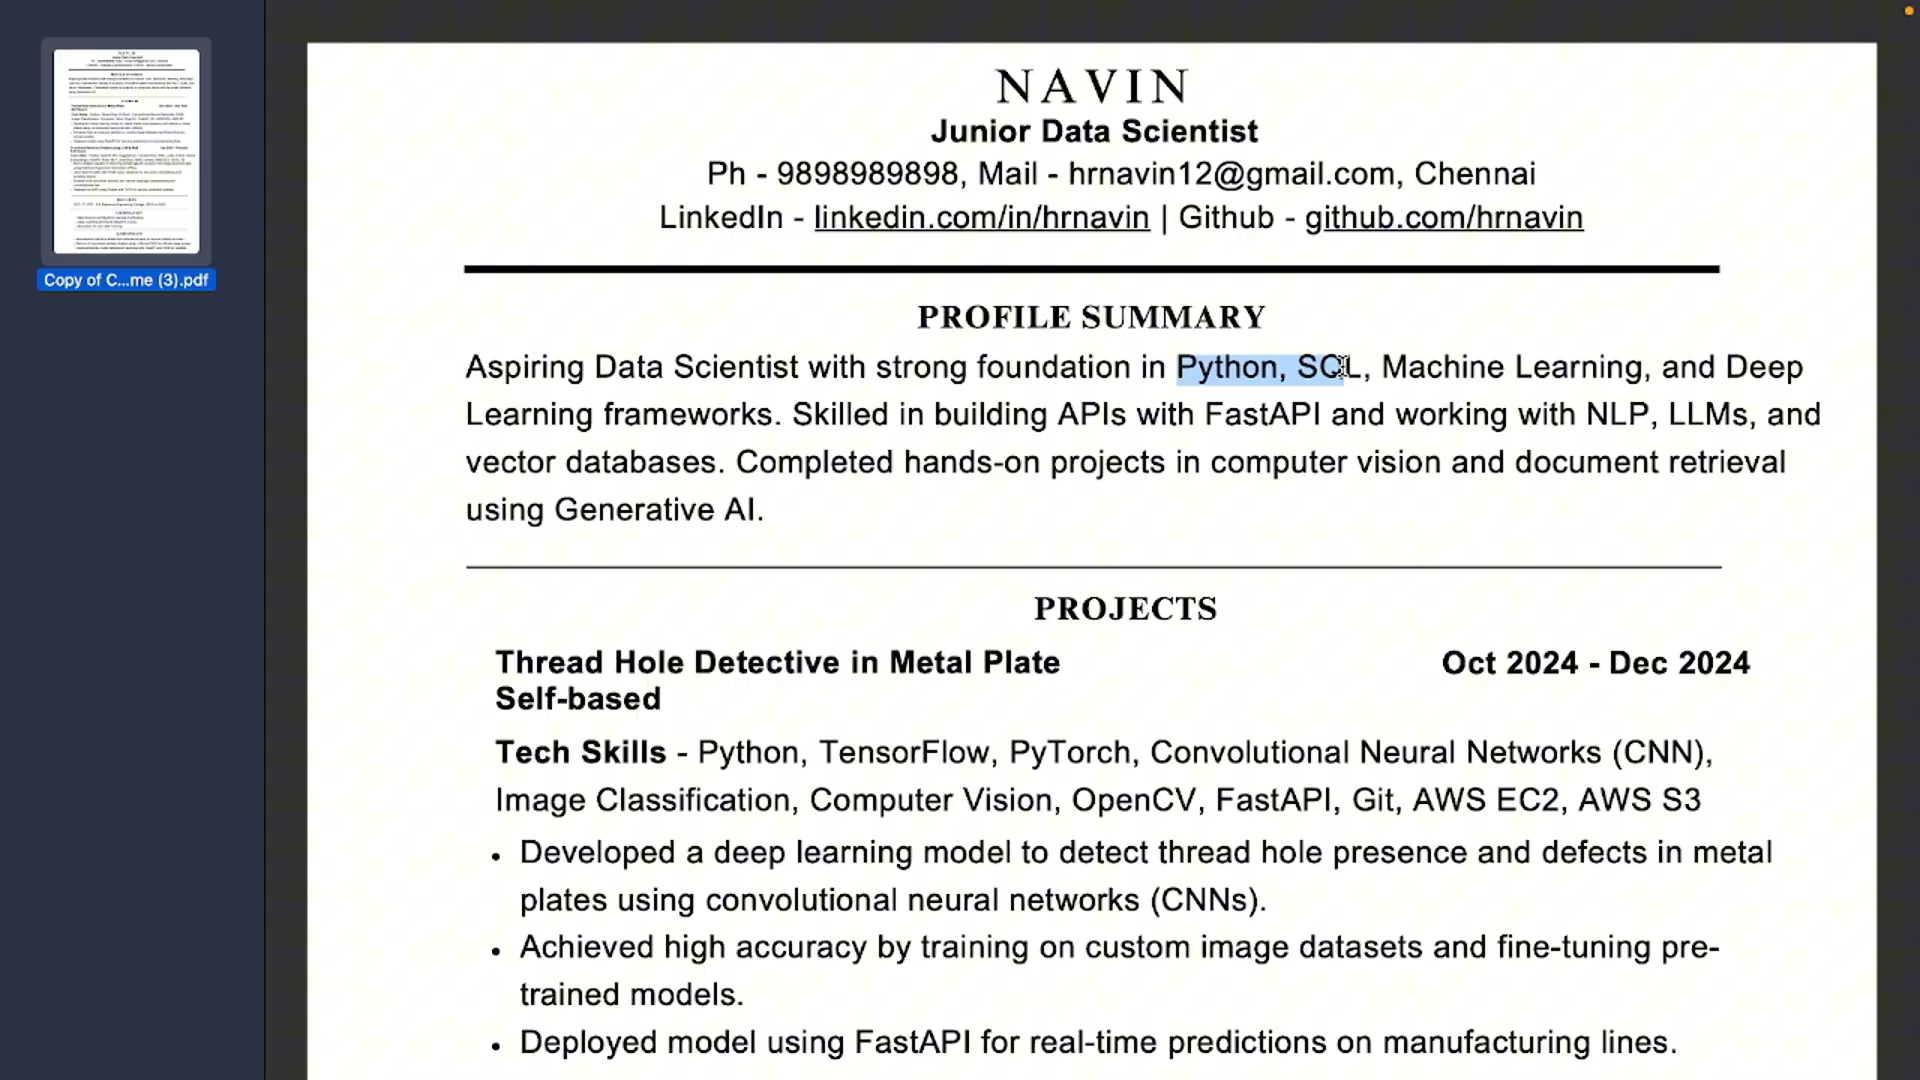 Copy of C...me (3).pdf
NAVIN
Junior Data Scientist
Ph - 9898989898, Mail - hrnavin12@gmail.com, Chennai
LinkedIn - linkedin.com/in/hrnavin | Github - github.com/hrnavin
PROFILE SUMMARY
Aspiring Data Scientist with strong foundation in Python, SQL, Machine Learning, and Deep
Learning frameworks. Skilled in building APIs with FastAPI and working with NLP, LLMs, and
vector databases. Completed hands-on projects in computer vision and document retrieval
using Generative AI.
PROJECTS
Thread Hole Detective in Metal Plate Oct 2024 - Dec 2024
Self-based
Tech Skills - Python, TensorFlow, PyTorch, Convolutional Neural Networks (CNN),
Image Classification, Computer Vision, OpenCV, FastAPI, Git, AWS EC2, AWS S3
• Developed a deep learning model to detect thread hole presence and defects in metal
plates using convolutional neural networks (CNNs).
• Achieved high accuracy by training on custom image datasets and fine-tuning pre-
trained models.
• Deployed model using FastAPI for real-time predictions on manufacturing lines.